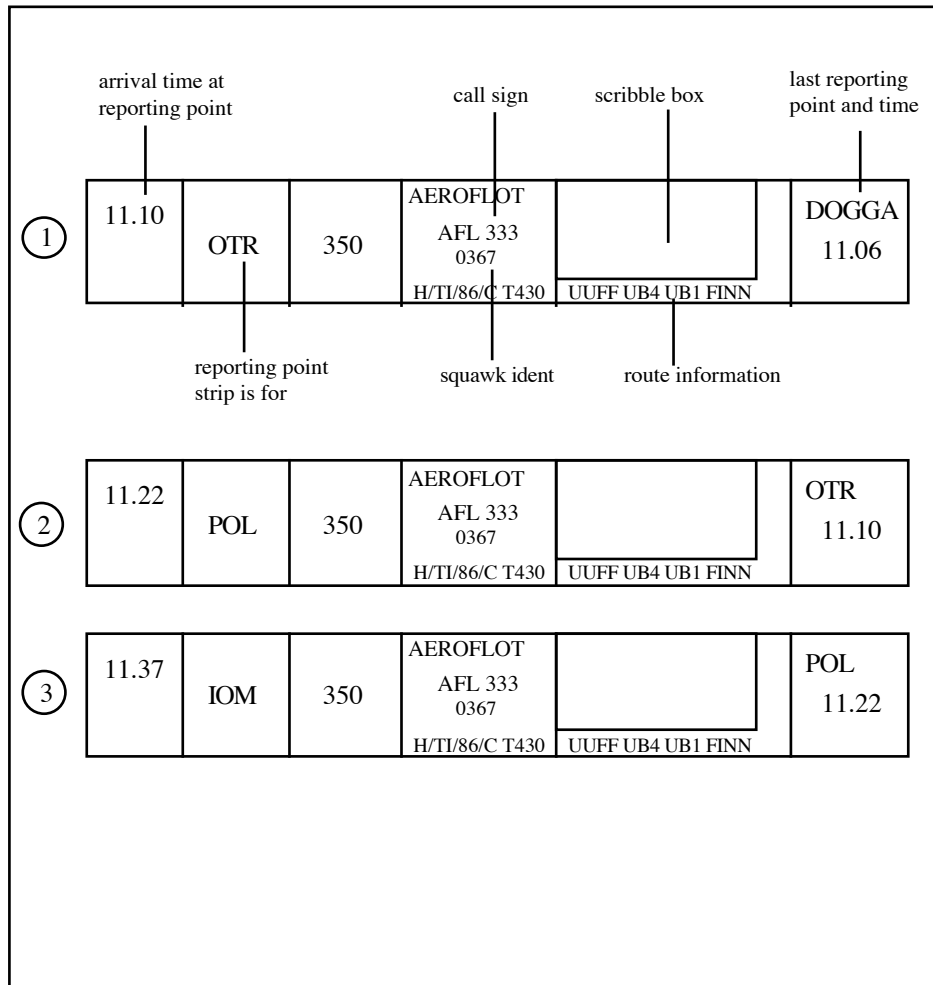 arrival time at
reporting point
call sign
scribble box
last reporting
point and time
1
11.10
OTR
350
AEROFLOT
AFL 333
0367
H/TI/86/C T430
UUFF UB4 UB1 FINN
DOGGA
11.06
reporting point
strip is for
squawk ident
route information
2
11.22
POL
350
AEROFLOT
AFL 333
0367
H/TI/86/C T430
UUFF UB4 UB1 FINN
OTR
11.10
3
11.37
IOM
350
AEROFLOT
AFL 333
0367
H/TI/86/C T430
UUFF UB4 UB1 FINN
POL
11.22